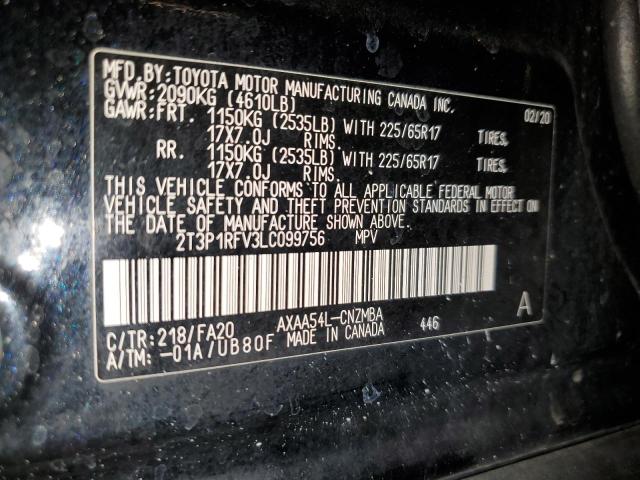 MFD.BY:TOYOTA MOTOR MANUFACTURING CANADA INC.
GVWR:2090KG (4610LB) 02/20
GAWR:FRT. 1150KG (2535LB) WITH 225/65R17 TIRES,
17X7.0J RIMS.
RR. 1150KG (2535LB) WITH 225/65R17 TIRES,
17X7.0J RIMS.
THIS VEHICLE CONFORMS TO ALL APPLICABLE FEDERAL MOTOR
VEHICLE SAFETY AND THEFT PREVENTION STANDARDS IN EFFECT ON
THE DATE OF MANUFACTURE SHOWN ABOVE.
2T3P1RFV3LC099756 MPV
A
C/TR:218/FA20 AXAA54L-CNZMBA 446
A/TM:-01A/UB80F MADE IN CANADA